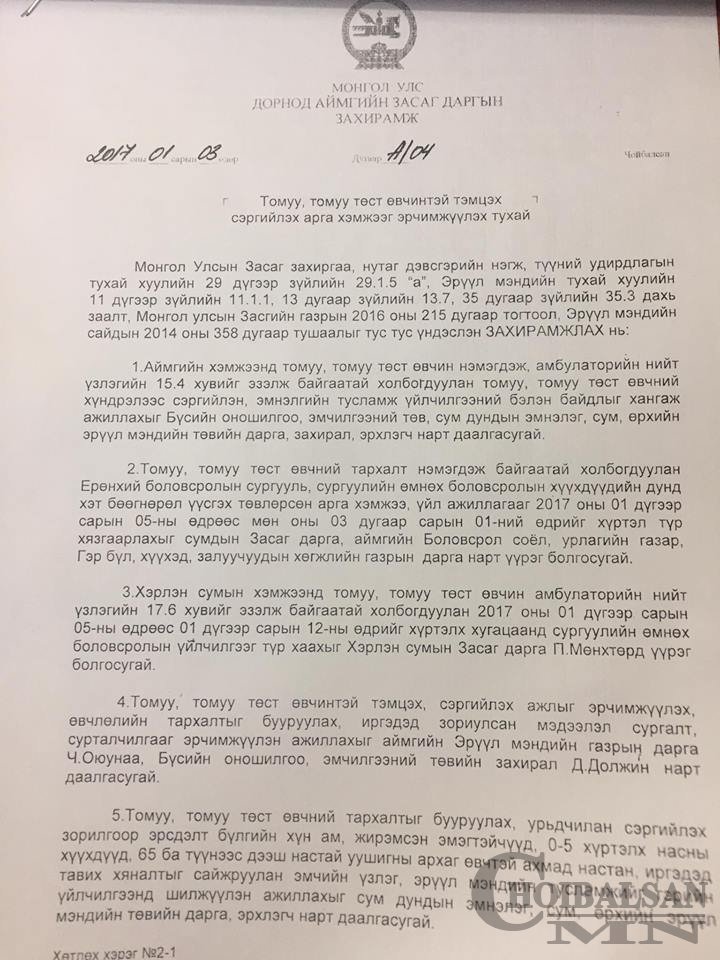 МОНГОЛ УЛС
ДОРНОД АЙМГИЙН ЗАСАГ ДАРГЫН
ЗАХИРАМЖ
2017 оны 01 сарын 03 өдөр Дугаар А/04 Чойбалсан
Томуу, томуу төст өвчинтэй тэмцэх
сэргийлэх арга хэмжээг эрчимжүүлэх тухай
Монгол Улсын Засаг захиргаа, нутаг дэвсгэрийн нэгж, түүний удирдлагын
тухай хуулийн 29 дүгээр зүйлийн 29.1.5 "а", Эрүүл мэндийн тухай хуулийн
11 дүгээр зүйлийн 11.1.1, 13 дугаар зүйлийн 13.7, 35 дугаар зүйлийн 35.3 дахь
заалт, Монгол улсын Засгийн газрын 2016 оны 215 дугаар тогтоол, Эрүүл мэндийн
сайдын 2014 оны 358 дугаар тушаалыг тус тус үндэслэн ЗАХИРАМЖЛАХ нь:
1.Аймгийн хэмжээнд томуу, томуу төст өвчин нэмэгдэж, амбулаторийн нийт
үзлэгийн 15.4 хувийг эзэлж байгаатай холбогдуулан томуу, томуу төст өвчний
хүндрэлээс сэргийлэн, эмнэлгийн тусламж үйлчилгээний бэлэн байдлыг хангаж
ажиллахыг Бүсийн оношилгоо, эмчилгээний төв, сум дундын эмнэлэг, сум, өрхийн
эрүүл мэндийн төвийн дарга, захирал, эрхлэгч нарт даалгасугай.
2.Томуу, томуу төст өвчний тархалт нэмэгдэж байгаатай холбогдуулан
Ерөнхий боловсролын сургууль, сургуулийн өмнөх боловсролын хүүхдүүдийн дунд
хэт бөөгнөрөл үүсгэх төвлөрсөн арга хэмжээ, үйл ажиллагааг 2017 оны 01 дүгээр
сарын 05-ны өдрөөс мөн оны 03 дугаар сарын 01-ний өдрийг хүртэл түр
хязгаарлахыг сумдын Засаг дарга, аймгийн Боловсрол соёл, урлагийн газар,
Гэр бүл, хүүхэд, залуучуудын хөгжлийн газрын дарга нарт үүрэг болгосугай.
3.Хэрлэн сумын хэмжээнд томуу, томуу төст өвчин амбулаторийн нийт
үзлэгийн 17.6 хувийг эзэлж байгаатай холбогдуулан 2017 оны 01 дүгээр сарын
05-ны өдрөөс 01 дүгээр сарын 12-ны өдрийг хүртэлх хугацаанд сургуулийн өмнөх
боловсролын үйлчилгээг түр хаахыг Хэрлэн сумын Засаг дарга П.Мөнхтөрд үүрэг
болгосугай.
4.Томуу, томуу төст өвчинтэй тэмцэх, сэргийлэх ажлыг эрчимжүүлэх,
өвчлөлийн тархалтыг бууруулах, иргэдэд зориулсан мэдээлэл сургалт,
сурталчилгааг эрчимжүүлэн ажиллахыг аймгийн Эрүүл мэндийн газрын дарга
Ч.Оюунаа, Бүсийн оношилгоо, эмчилгээний төвийн захирал Д.Должин нарт
даалгасугай.
5.Томуу, томуу төст өвчний тархалтыг бууруулах, урьдчилан сэргийлэх
зорилгоор эрсдэлт бүлгийн хүн ам, жирэмсэн эмэгтэйчүүд, 0-5 хүртэлх насны
хүүхдүүд, 65 ба түүнээс дээш настай уушигны архаг өвчтэй ахмад настан, иргэдэд
тавих хяналтыг сайжруулан эмчийн үзлэг, эрүүл мэндийн тусламжийг гэрийн
үйлчилгээнд шилжүүлэн ажиллахыг сум дундын эмнэлэг, сум, өрхийн эрүүл
мэндийн төвийн дарга, эрхлэгч нарт даалгасугай.
CHOIBALSAN
MN
Хөтлөх хэрэг №2-1